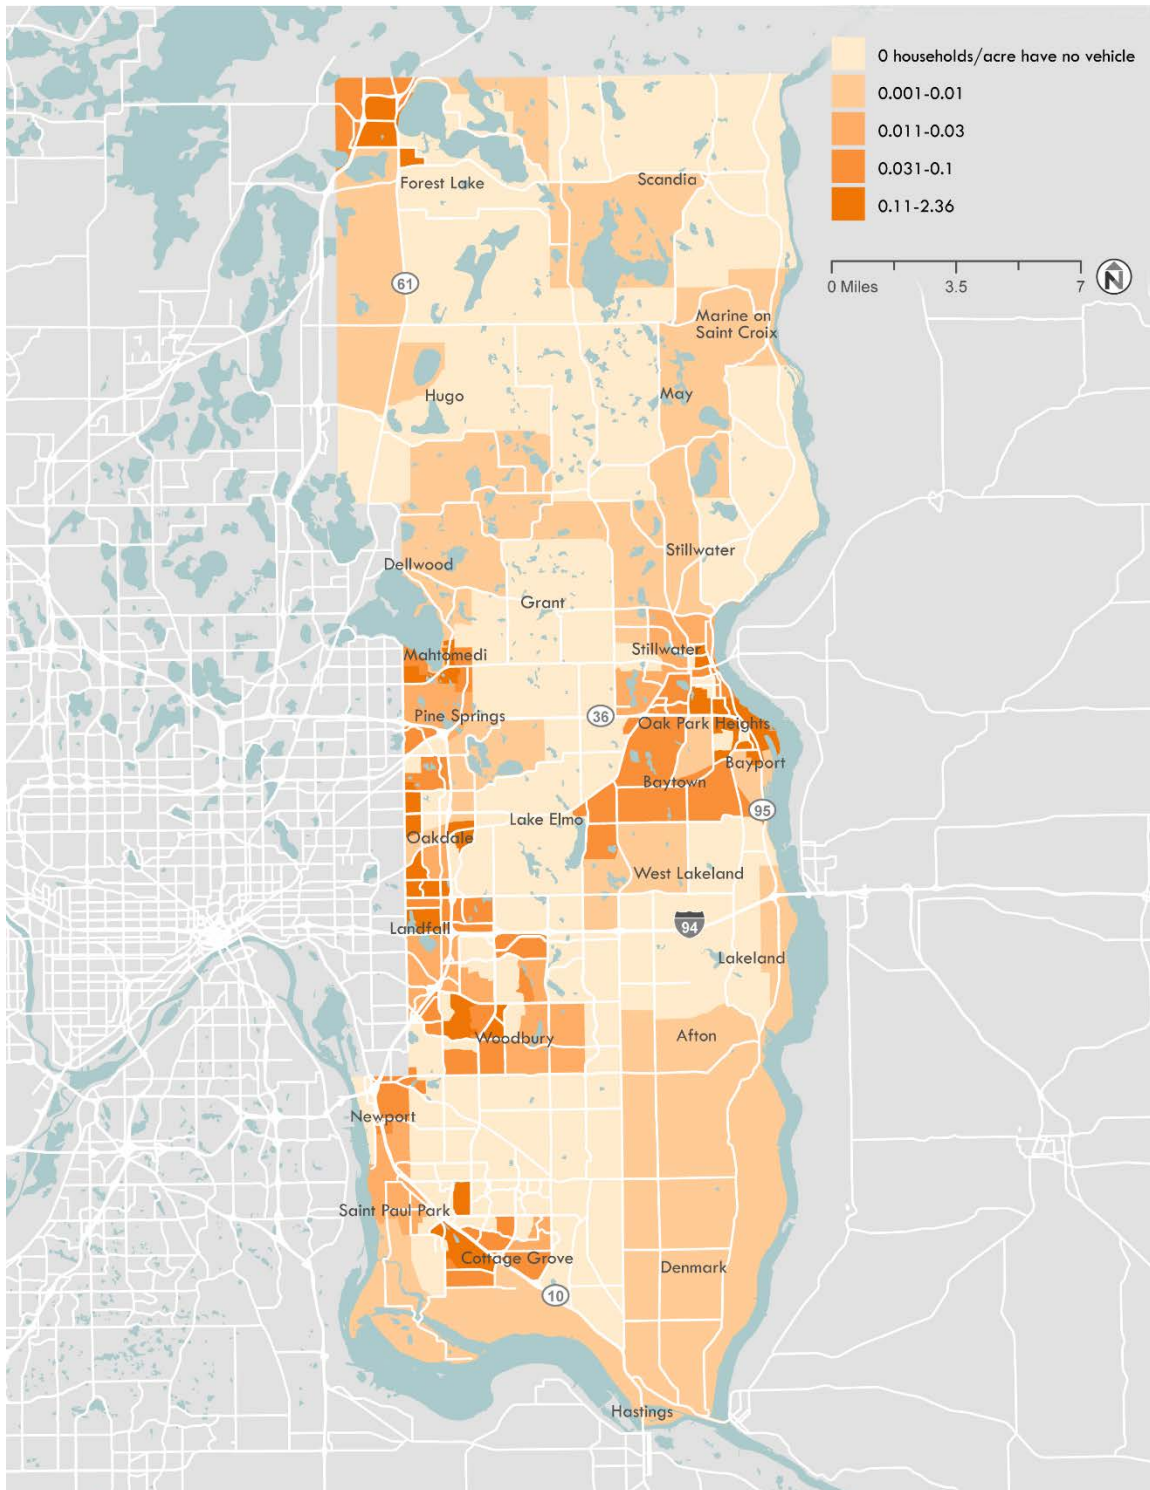 0 households/acre have no vehicle
0.001-0.01
0.011-0.03
0.031-0.1
0.11-2.36
0 Miles
3.5
7
N
Forest Lake
Scandia
61
Marine on
Saint Croix
Hugo
May
Stillwater
Dellwood
Grant
Stillwater
Mahtomedi
Pine Springs
36
Oak Park Heights
Bayport
Baytown
95
Lake Elmo
Oakdale
West Lakeland
Landfall
94
Lakeland
Woodbury
Afton
Newport
Saint Paul Park
Cottage Grove
Denmark
10
Hastings